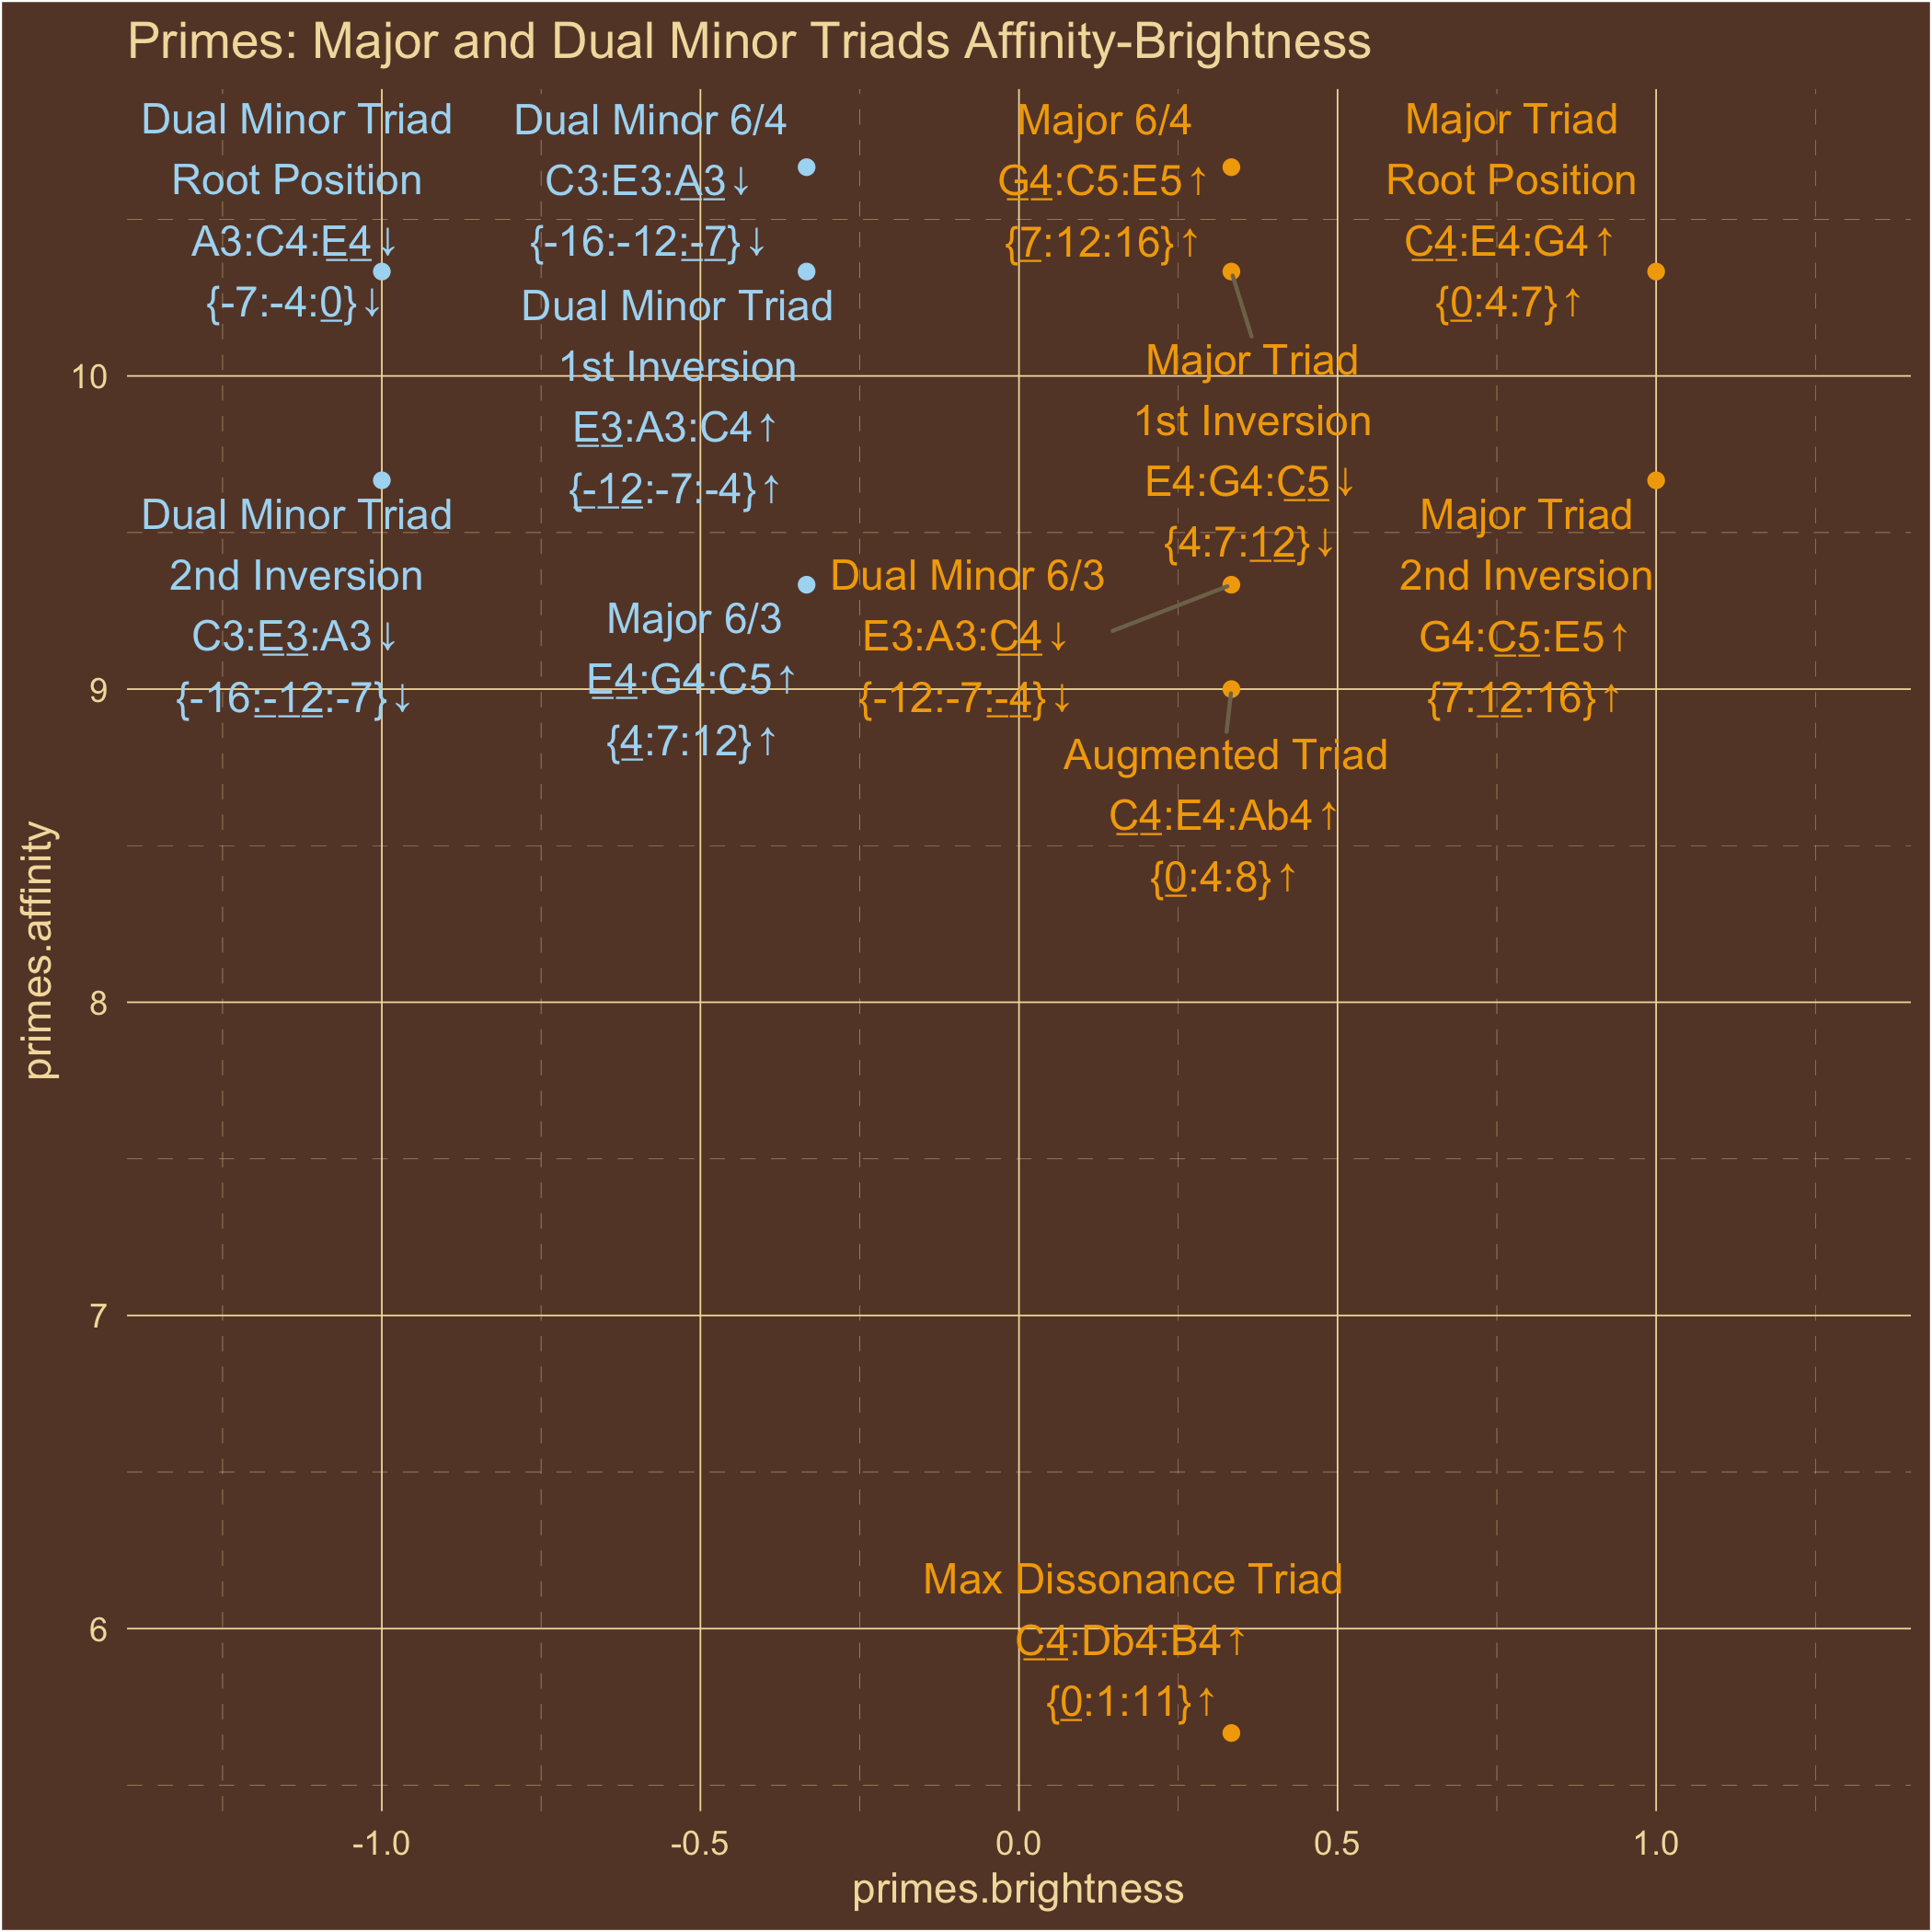 Primes: Major and Dual Minor Triads Affinity-Brightness
Dual Minor Triad
Root Position
A3:C4:E4↓
{-7:-4:0}↓
Dual Minor 6/4
C3:E3:A3↓
{-16:-12:-7}↓
Major 6/4
G4:C5:E5↑
{7:12:16}↑
Major Triad
Root Position
C4:E4:G4↑
{0:4:7}↑
Dual Minor Triad
1st Inversion
E3:A3:C4↑
{-12:-7:-4}↑
Major Triad
1st Inversion
E4:G4:C5↓
{4:7:12}↓
Dual Minor Triad
2nd Inversion
C3:E3:A3↓
{-16:-12:-7}↓
Major 6/3
E4:G4:C5↑
{4:7:12}↑
Dual Minor 6/3
E3:A3:C4↓
{-12:-7:-4}↓
Major Triad
2nd Inversion
G4:C5:E5↑
{7:12:16}↑
Augmented Triad
C4:E4:Ab4↑
{0:4:8}↑
Max Dissonance Triad
C4:Db4:B4↑
{0:1:11}↑
primes.affinity
10
9
8
7
6
-1.0
-0.5
0.0
0.5
1.0
primes.brightness